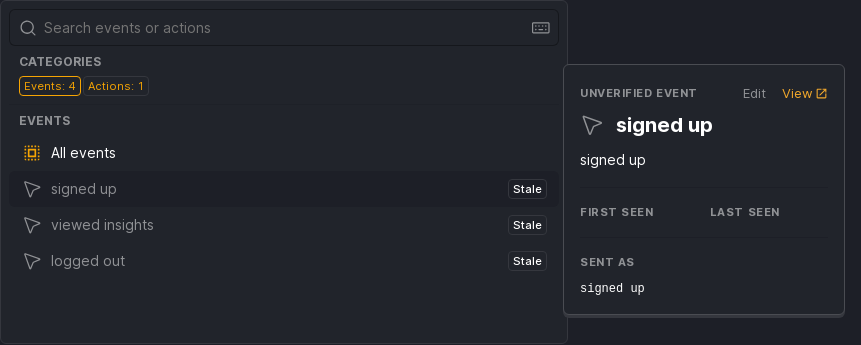 Search events or actions
CATEGORIES
Events: 4 Actions: 1
EVENTS
All events
signed up Stale
viewed insights Stale
logged out Stale
UNVERIFIED EVENT Edit View
signed up
signed up
FIRST SEEN LAST SEEN
SENT AS
signed up